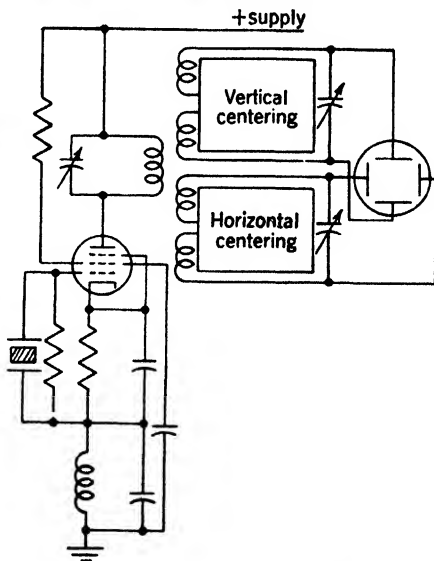 +supply
Vertical
centering
Horizontal
centering